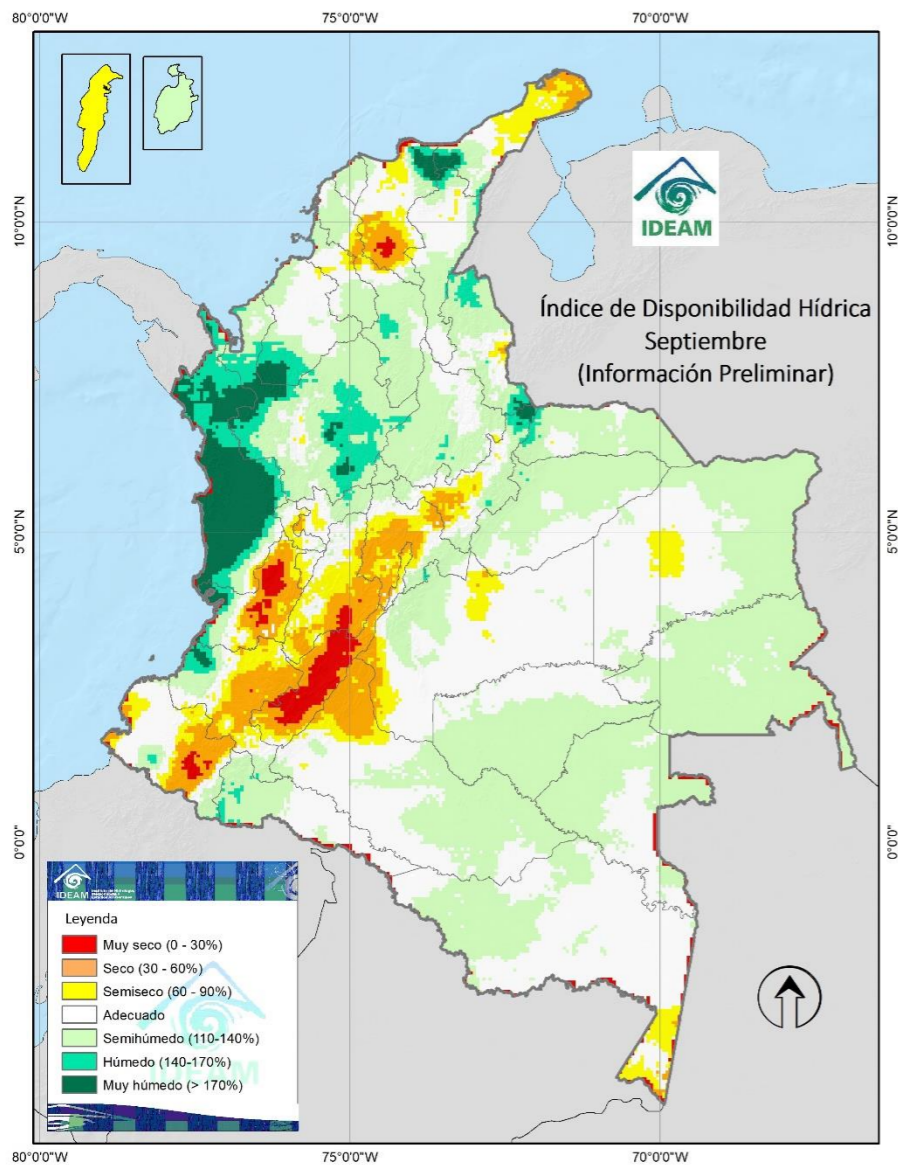 80°0'0"W
75°0'0"W
70°0'0"W
10°0'0"N
5°0'0"N
0°0'0"
IDEAM
Índice de Disponibilidad Hídrica
Septiembre
(Información Preliminar)
IDEAM
Leyenda
Muy seco (0 - 30%)
Seco (30 - 60%)
Semiseco (60 - 90%)
Adecuado
Semihúmedo (110-140%)
Húmedo (140-170%)
Muy húmedo (> 170%)
IDEAM
10°0'0"N
5°0'0"N
0°0'0"
80°0'0"W
75°0'0"W
70°0'0"W